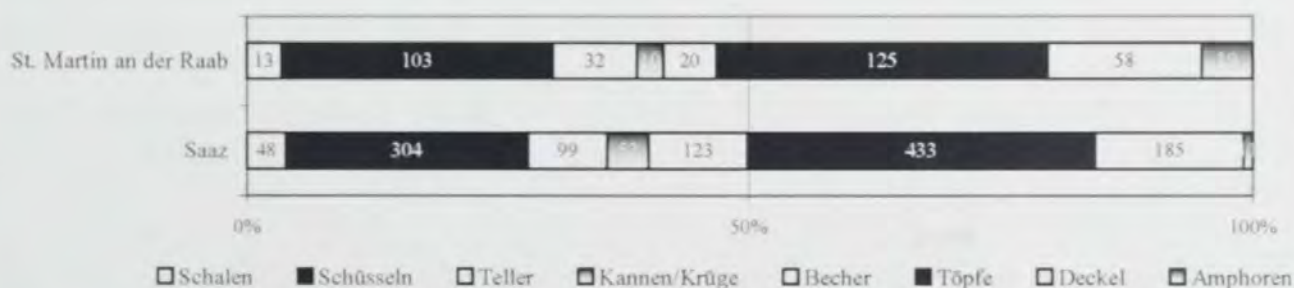 St. Martin an der Raab 13 103 32 20 125 58
Saaz 48 304 99 123 433 185
0% 50% 100%
Schalen Schüsseln Teller Kannen/Krüge Becher Töpfe Deckel Amphoren